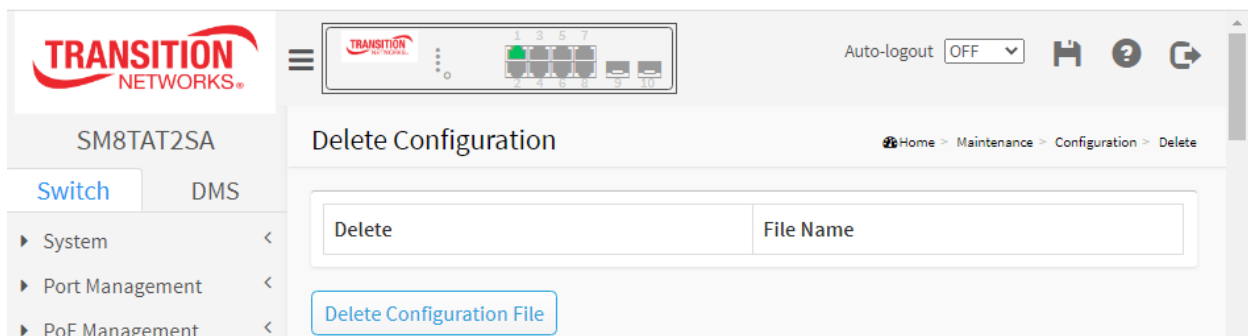 TRANSITION
NETWORKS®
TRANSITION
NETWORKS
1 3 5 7
2 4 6 8 9 10
Auto-logout OFF
SM8TAT2SA
Delete Configuration
Home > Maintenance > Configuration > Delete
Switch DMS
Delete File Name
System
Port Management
Delete Configuration File
PoE Management